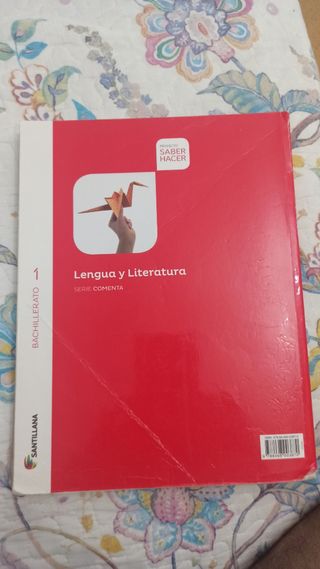 PROYECTO
SABER
HACER
Lengua y Literatura
SERIE COMENTA
BACHILLERATO 1
SANTILLANA